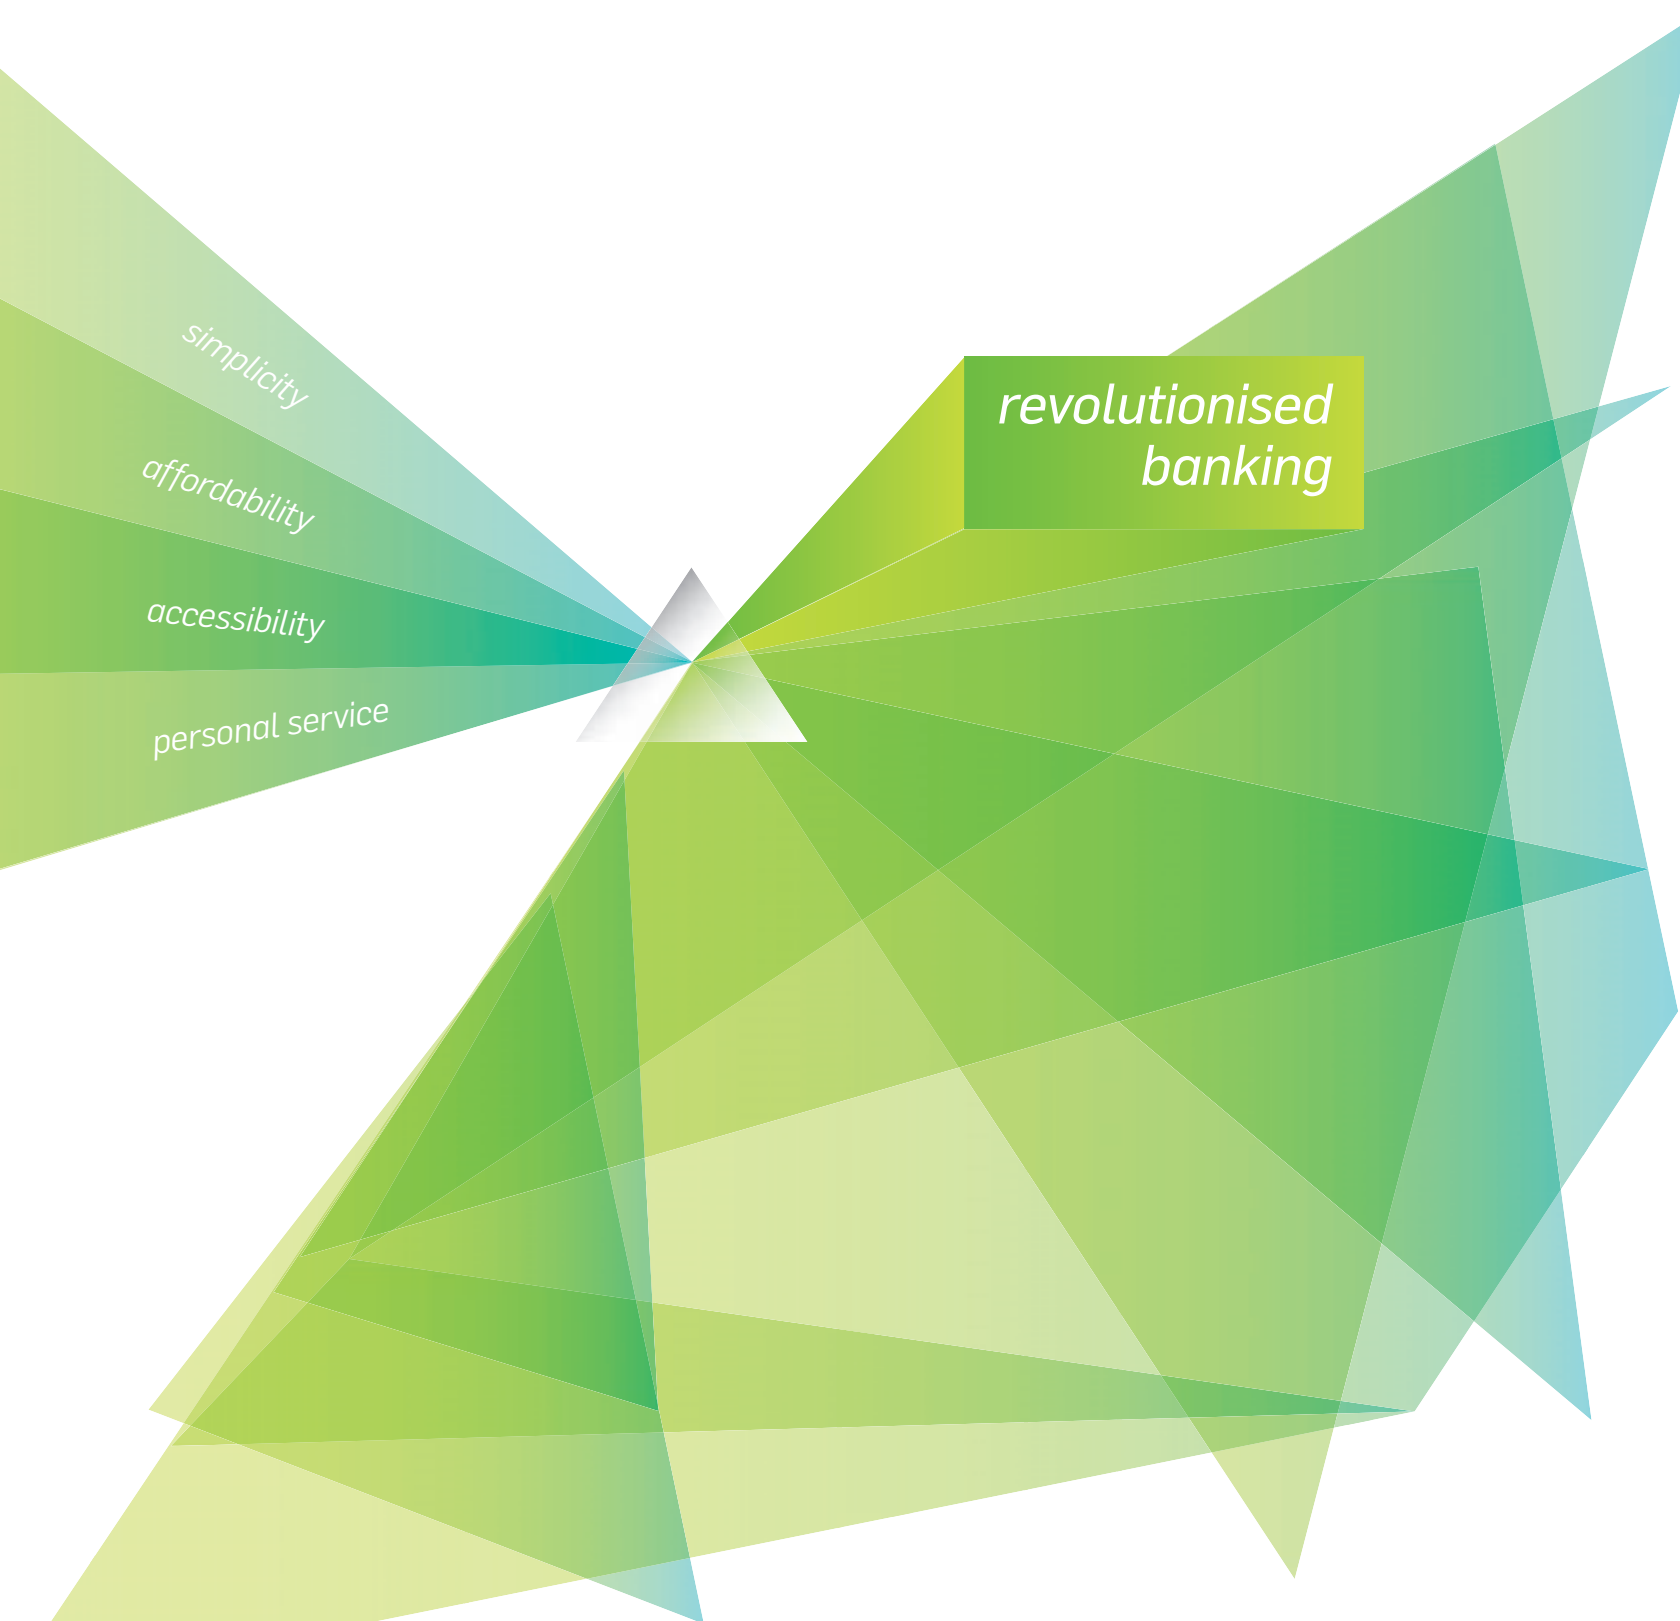 simplicity
affordability
accessibility
personal service
revolutionised
banking